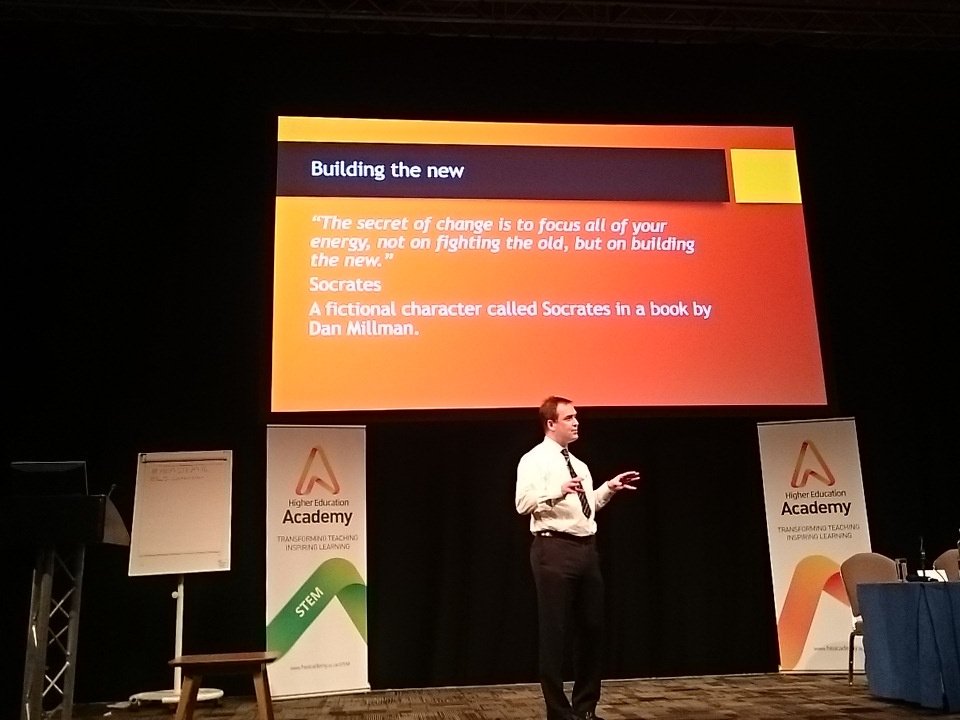 Building the new
“The secret of change is to focus all of your
energy, not on fighting the old, but on building
the new.”
Socrates
A fictional character called Socrates in a book by
Dan Millman.
Higher Education
Academy
TRANSFORMING TEACHING
INSPIRING LEARNING
STEM
Higher Education
Academy
TRANSFORMING TEACHING
INSPIRING LEARNING